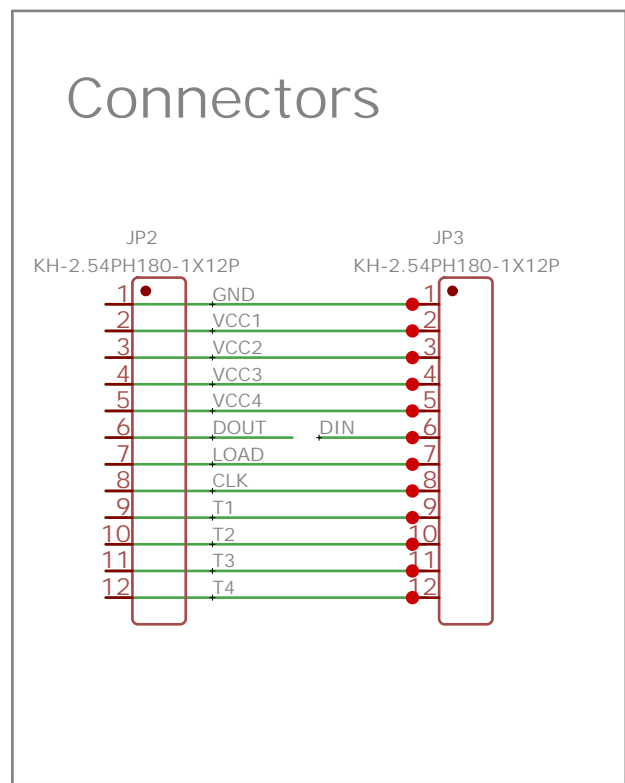 Connectors
JP2 JP3
KH-2.54PH180-1X12P KH-2.54PH180-1X12P
1 GND 1
2 VCC1 2
3 VCC2 3
4 VCC3 4
5 VCC4 5
6 DOUT DIN 6
7 LOAD 7
8 CLK 8
9 T1 9
10 T2 10
11 T3 11
12 T4 12